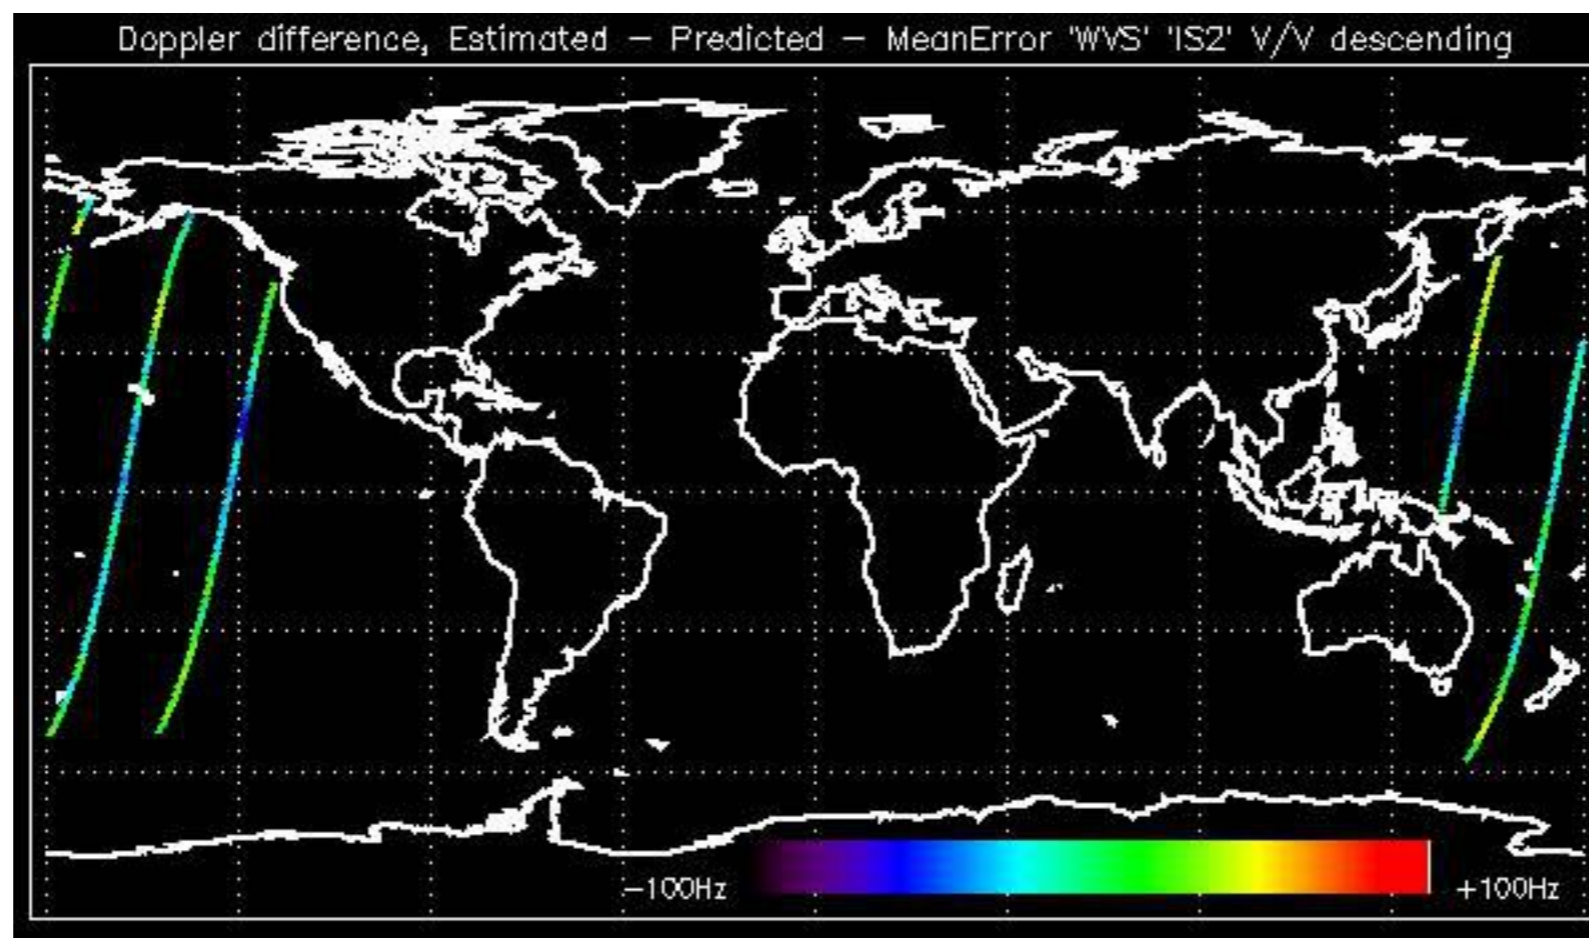 Doppler difference, Estimated - Predicted - MeanError 'WVS' 'IS2' V/V descending
-100Hz
+100Hz